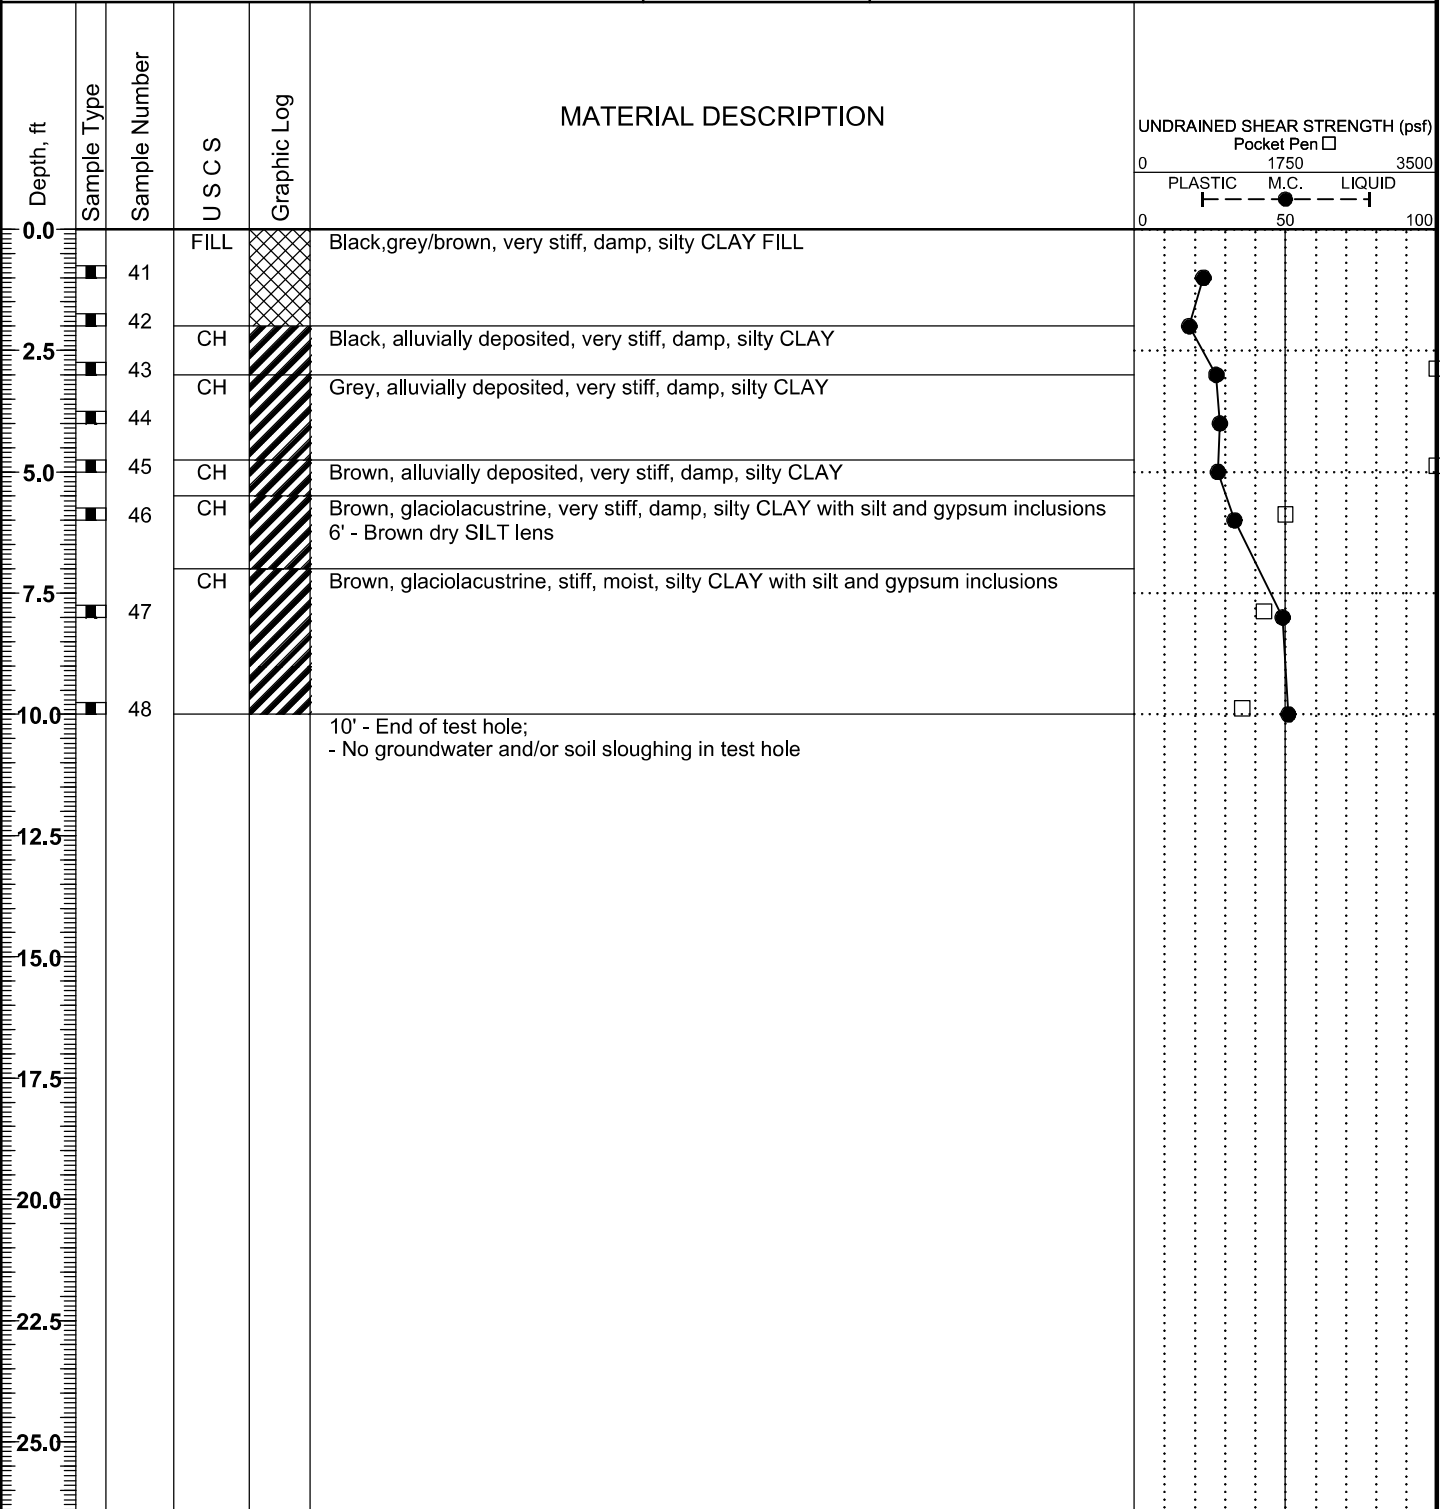 Depth, ft
Sample Type
Sample Number
U S C S
Graphic Log
MATERIAL DESCRIPTION
UNDRAINED SHEAR STRENGTH (psf)
Pocket Pen
0 1750 3500
PLASTIC M.C. LIQUID
0 50 100
0.0
FILL Black,grey/brown, very stiff, damp, silty CLAY FILL
41
42
CH Black, alluvially deposited, very stiff, damp, silty CLAY
2.5
43
CH Grey, alluvially deposited, very stiff, damp, silty CLAY
44
45
5.0
CH Brown, alluvially deposited, very stiff, damp, silty CLAY
CH Brown, glaciolacustrine, very stiff, damp, silty CLAY with silt and gypsum inclusions
46
6' - Brown dry SILT lens
CH Brown, glaciolacustrine, stiff, moist, silty CLAY with silt and gypsum inclusions
7.5
47
48
10.0
10' - End of test hole;
- No groundwater and/or soil sloughing in test hole
12.5
15.0
17.5
20.0
22.5
25.0